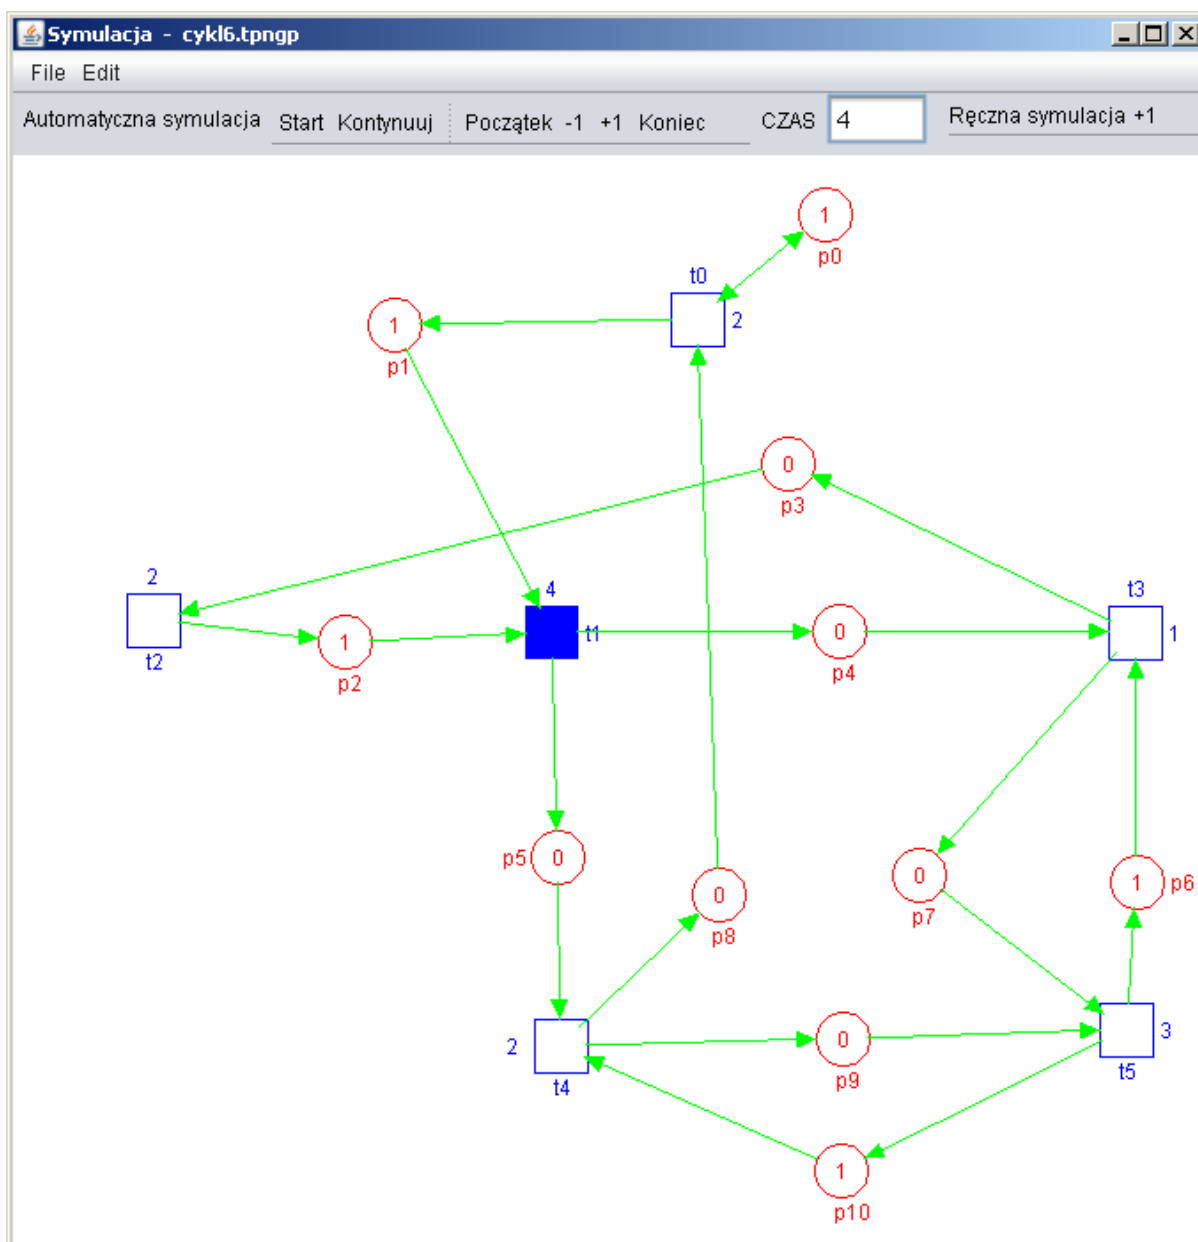 Symulacja - cykl6.tpngp
File Edit
Automatyczna symulacja Start Kontynuuj Początek -1 +1 Koniec CZAS 4 Ręczna symulacja +1
1
p0
t0
2
1
p1
0
p3
2
t2
1
p2
4
t1
0
p4
t3
1
p5 0
0
p8
0
p7
1 p6
2
t4
0
p9
3
t5
1
p10